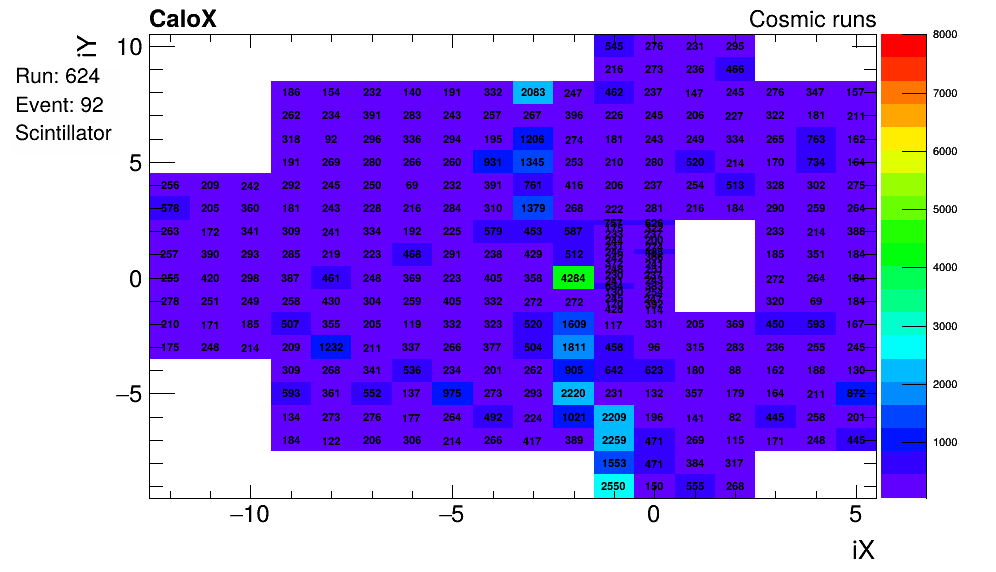 CaloX Cosmic runs
iY
Run: 624
Event: 92
Scintillator
10
5
0
−5
−10 −5 0 5
iX
8000
7000
6000
5000
4000
3000
2000
1000
545 276 231 295
216 273 236 466
186 154 232 140 191 332 2083 247 462 237 147 245 276 347 157
262 234 391 283 243 257 267 396 226 245 206 227 322 181 211
318 92 296 336 294 195 1206 274 181 243 249 334 265 763 162
191 269 280 266 260 931 1345 253 210 280 520 214 170 734 164
256 209 242 292 245 250 69 232 391 761 416 206 237 254 513 328 302 275
576 205 360 181 243 226 216 284 310 1379 268 222 281 216 184 290 259 264
263 172 341 309 241 334 192 225 579 453 587 233 214 388
257 390 293 285 219 223 468 291 238 429 512 185 351 184
255 420 296 387 461 248 369 223 405 358 4284 272 264 184
278 251 249 258 430 304 259 405 332 272 272 320 69 184
428 114
210 171 165 507 355 205 119 332 323 520 1609 117 331 205 369 450 593 167
175 248 214 209 1232 211 337 266 377 504 1811 458 96 315 283 236 255 245
309 268 341 536 234 201 262 905 642 623 180 88 162 188 130
593 361 552 137 975 273 293 2220 231 132 357 179 164 211 872
134 273 276 177 264 492 224 1021 2209 196 141 82 445 258 201
184 122 206 306 214 266 417 389 2259 471 269 115 171 248 445
1553 471 384 317
2550 150 555 268